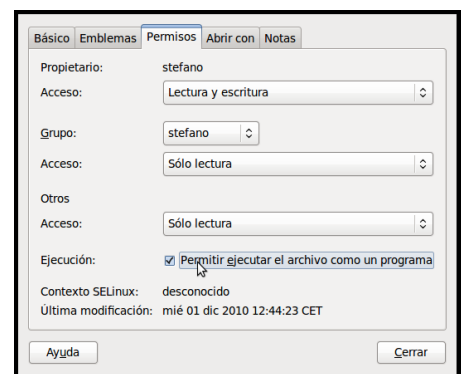 Básico Emblemas Permisos Abrir con Notas
Propietario: stefano
Acceso: Lectura y escritura
Grupo: stefano
Acceso: Sólo lectura
Otros
Acceso: Sólo lectura
Ejecución: Permitir ejecutar el archivo como un programa
Contexto SELinux: desconocido
Última modificación: mié 01 dic 2010 12:44:23 CET
Ayuda Cerrar